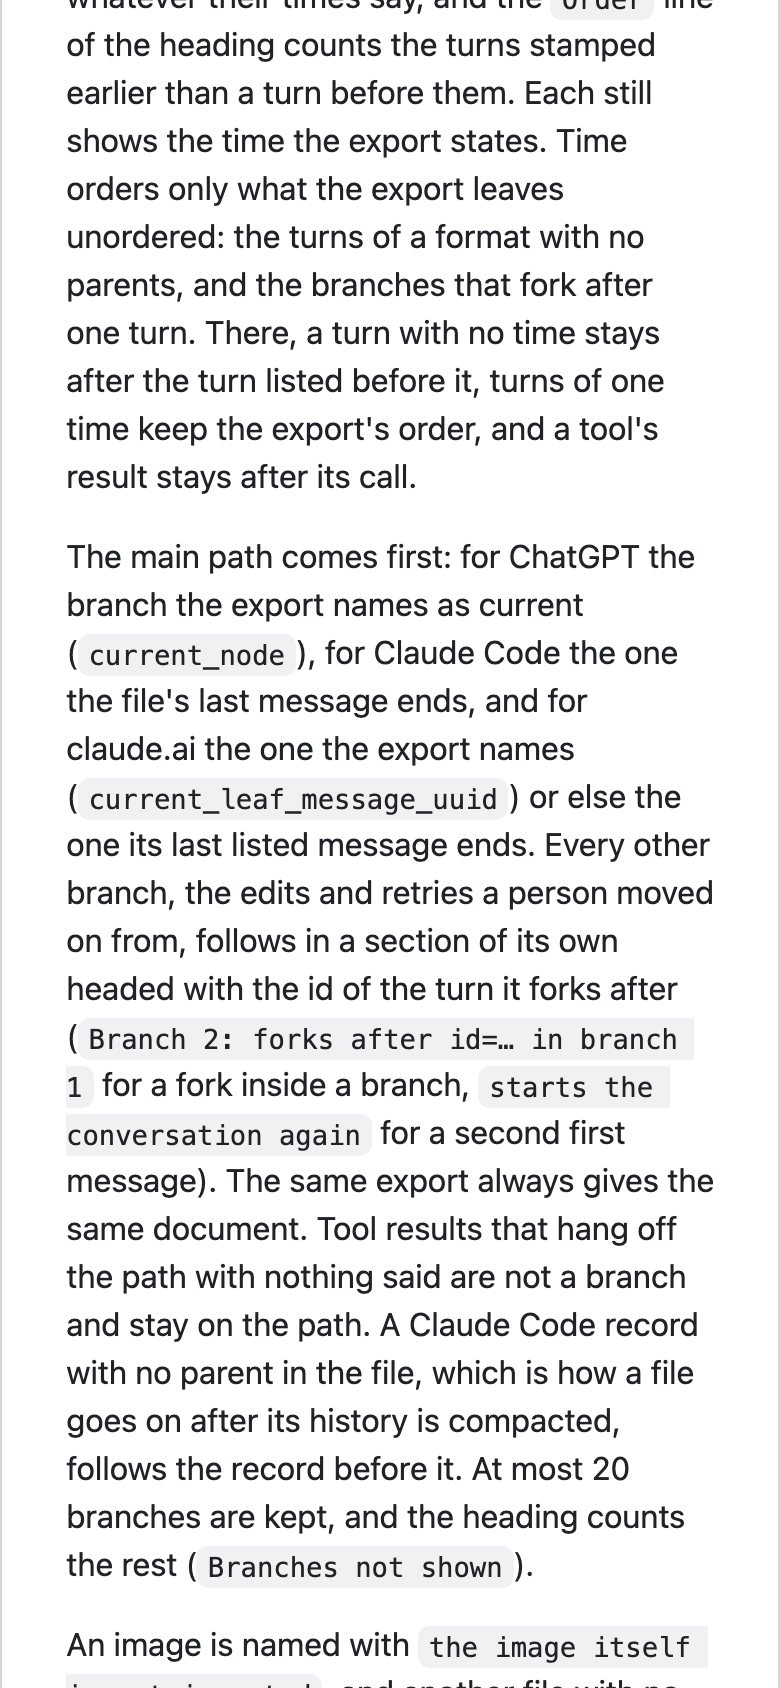 whatever their times say, and the order line
of the heading counts the turns stamped
earlier than a turn before them. Each still
shows the time the export states. Time
orders only what the export leaves
unordered: the turns of a format with no
parents, and the branches that fork after
one turn. There, a turn with no time stays
after the turn listed before it, turns of one
time keep the export's order, and a tool's
result stays after its call.
The main path comes first: for ChatGPT the
branch the export names as current
(current_node), for Claude Code the one
the file's last message ends, and for
claude.ai the one the export names
(current_leaf_message_uuid) or else the
one its last listed message ends. Every other
branch, the edits and retries a person moved
on from, follows in a section of its own
headed with the id of the turn it forks after
(Branch 2: forks after id=… in branch
1 for a fork inside a branch, starts the
conversation again for a second first
message). The same export always gives the
same document. Tool results that hang off
the path with nothing said are not a branch
and stay on the path. A Claude Code record
with no parent in the file, which is how a file
goes on after its history is compacted,
follows the record before it. At most 20
branches are kept, and the heading counts
the rest (Branches not shown).
An image is named with the image itself